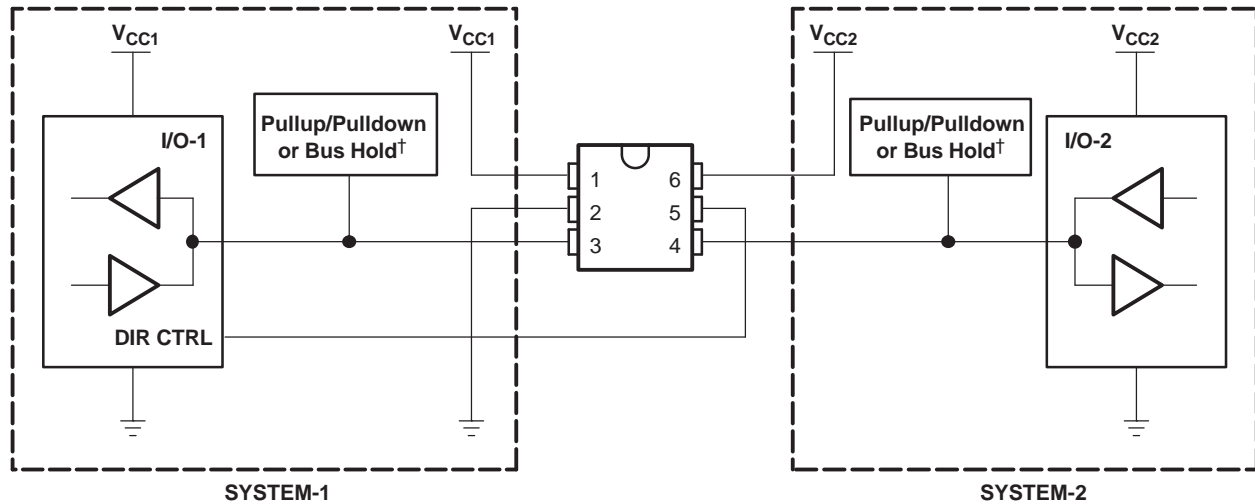 VCC1
VCC1
VCC2
VCC2
I/O-1
Pullup/Pulldown
or Bus Hold†
Pullup/Pulldown
or Bus Hold†
I/O-2
1
6
2
5
3
4
DIR CTRL
SYSTEM-1
SYSTEM-2